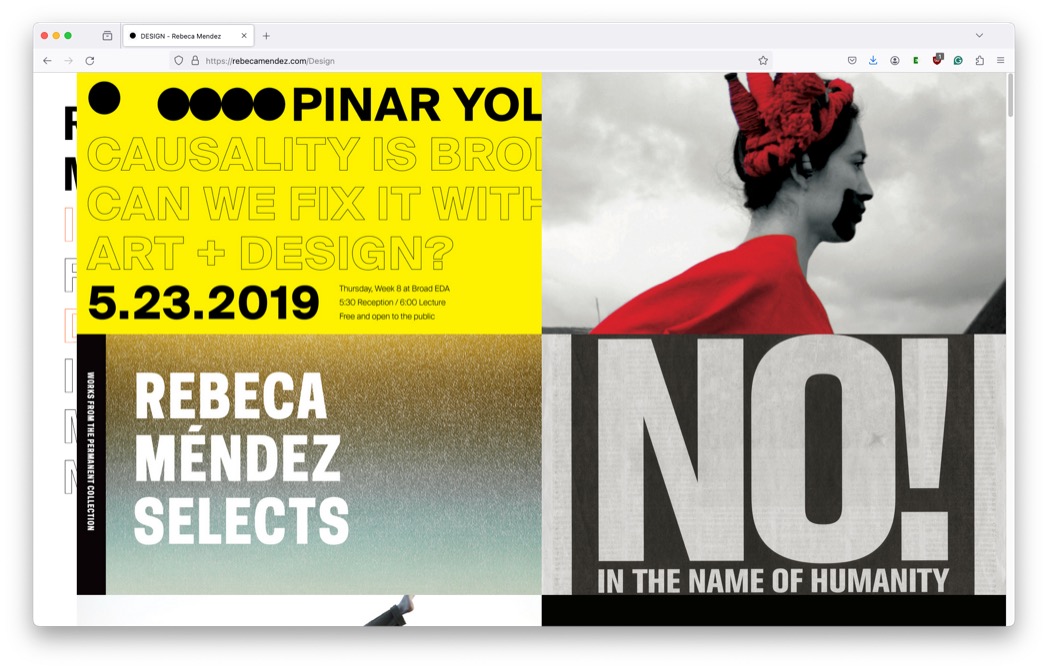 DESIGN - Rebeca Mendez
https://rebecamendez.com/Design
PINAR YOL
CAUSALITY IS BRO
CAN WE FIX IT WITH
ART + DESIGN?
5.23.2019
Thursday, Week 8 at Broad EDA
5:30 Reception / 6:00 Lecture
Free and open to the public
WORKS FROM THE PERMANENT COLLECTION
REBECA
MÉNDEZ
SELECTS
NO!
IN THE NAME OF HUMANITY